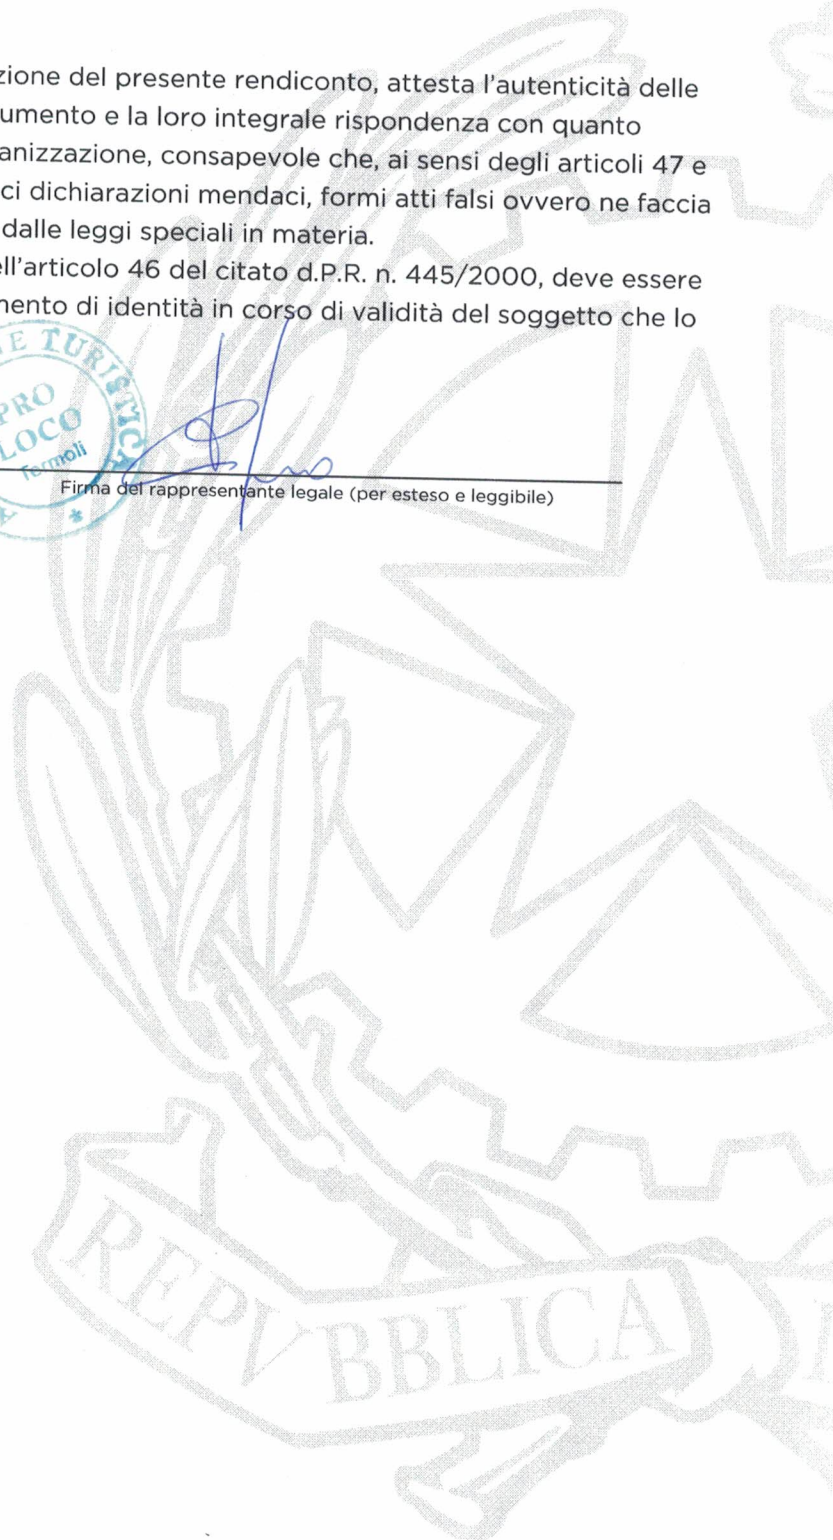 zione del presente rendiconto, attesta l'autenticità delle
umento e la loro integrale rispondenza con quanto
anizzazione, consapevole che, ai sensi degli articoli 47 e
ci dichiarazioni mendaci, formi atti falsi ovvero ne faccia
dalle leggi speciali in materia.
ell'articolo 46 del citato d.P.R. n. 445/2000, deve essere
mento di identità in corso di validità del soggetto che lo
E TURISTICA
PRO
LOCO
Termoli
Firma del rappresentante legale (per esteso e leggibile)
REPVBBLICA